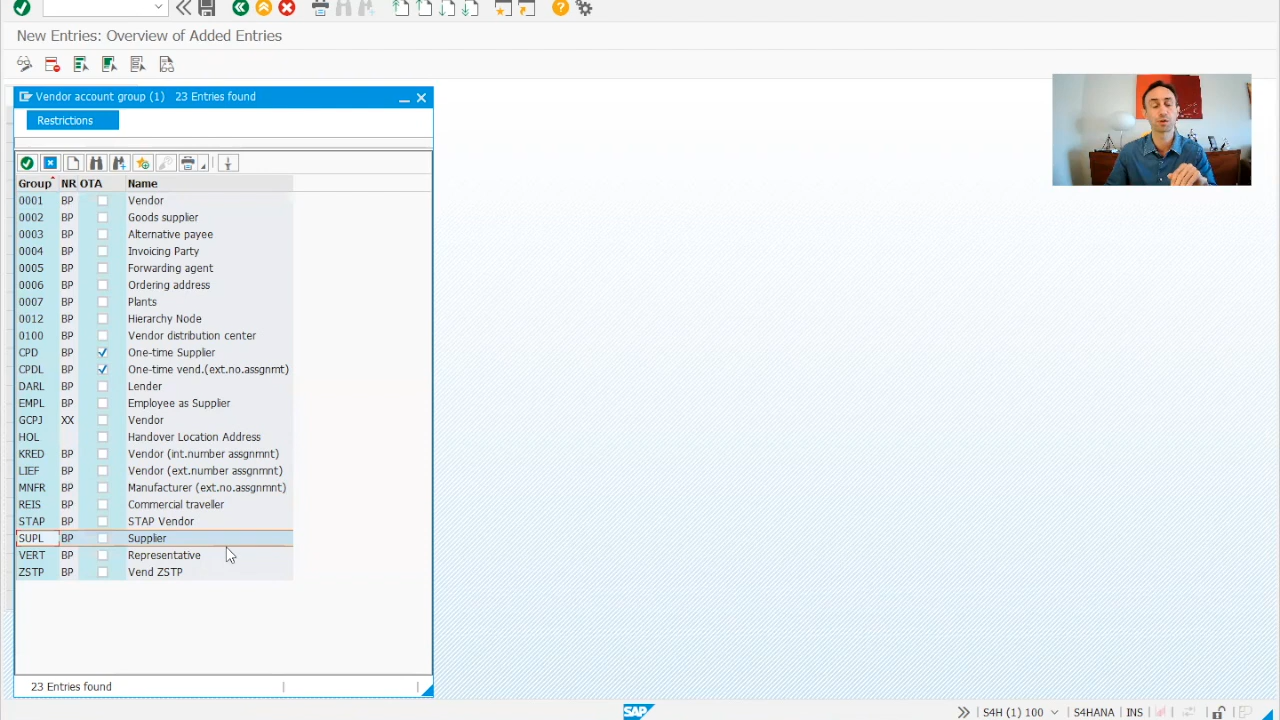 New Entries: Overview of Added Entries
Vendor account group (1) 23 Entries found
Restrictions
Group NR OTA Name
0001 BP Vendor
0002 BP Goods supplier
0003 BP Alternative payee
0004 BP Invoicing Party
0005 BP Forwarding agent
0006 BP Ordering address
0007 BP Plants
0012 BP Hierarchy Node
0100 BP Vendor distribution center
CPD BP One-time Supplier
CPDL BP One-time vend.(ext.no.assgnmt)
DARL BP Lender
EMPL BP Employee as Supplier
GCPJ XX Vendor
HOL Handover Location Address
KRED BP Vendor (int.number assgnmnt)
LIEF BP Vendor (ext.number assgnmnt)
MNFR BP Manufacturer (ext.no.assgnmnt)
REIS BP Commercial traveller
STAP BP STAP Vendor
SUPL BP Supplier
VERT BP Representative
ZSTP BP Vend ZSTP
23 Entries found
SAP S4H (1) 100 S4HANA INS